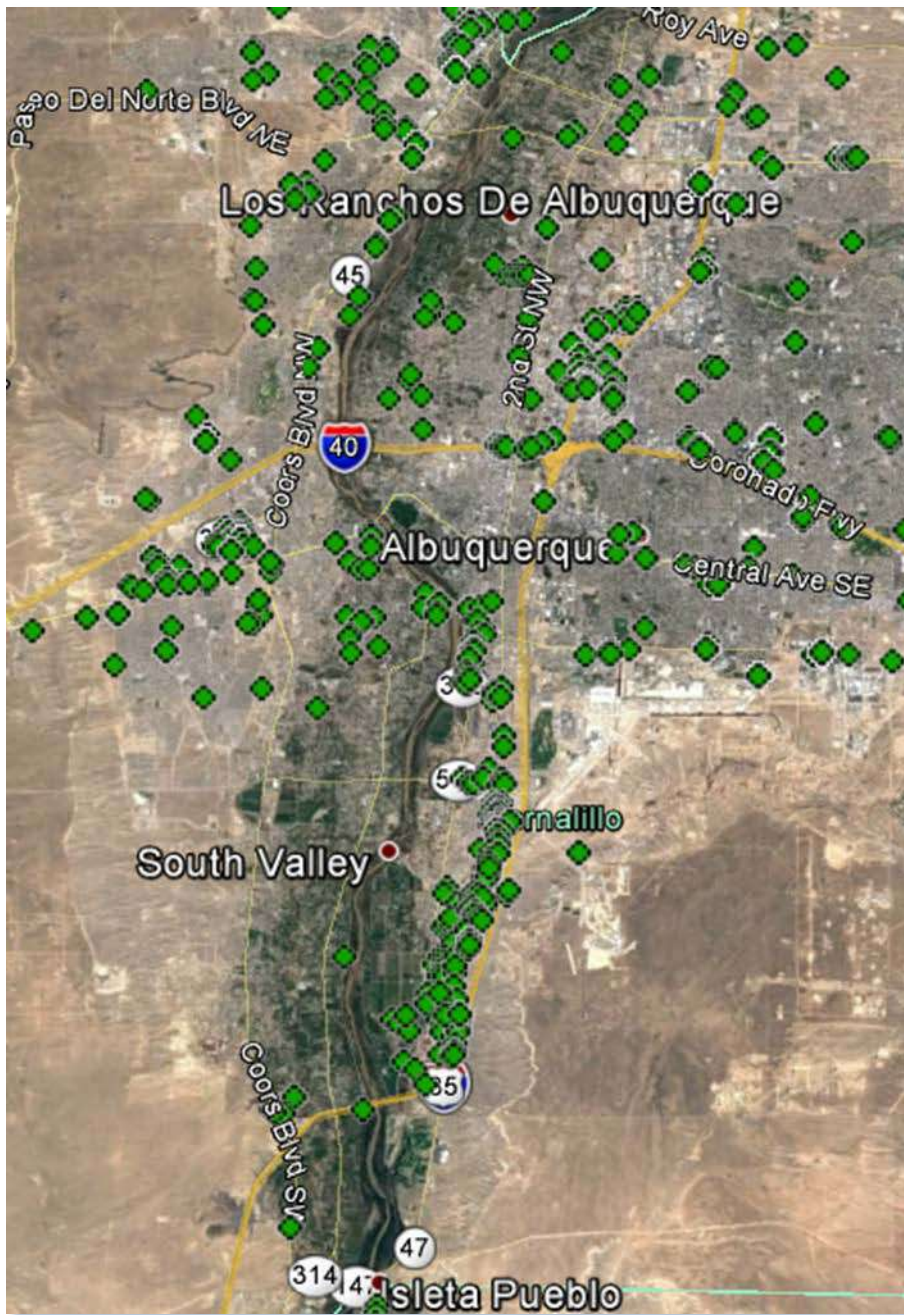 Roy Ave
Paseo Del Norte Blvd NE
Los Ranchos De Albuquerque
45
2nd St NW
Coors Blvd NW
40
Coronado Fwy
Albuquerque
Central Ave SE
South Valley
Coors Blvd SW
47
314
147
Isleta Pueblo